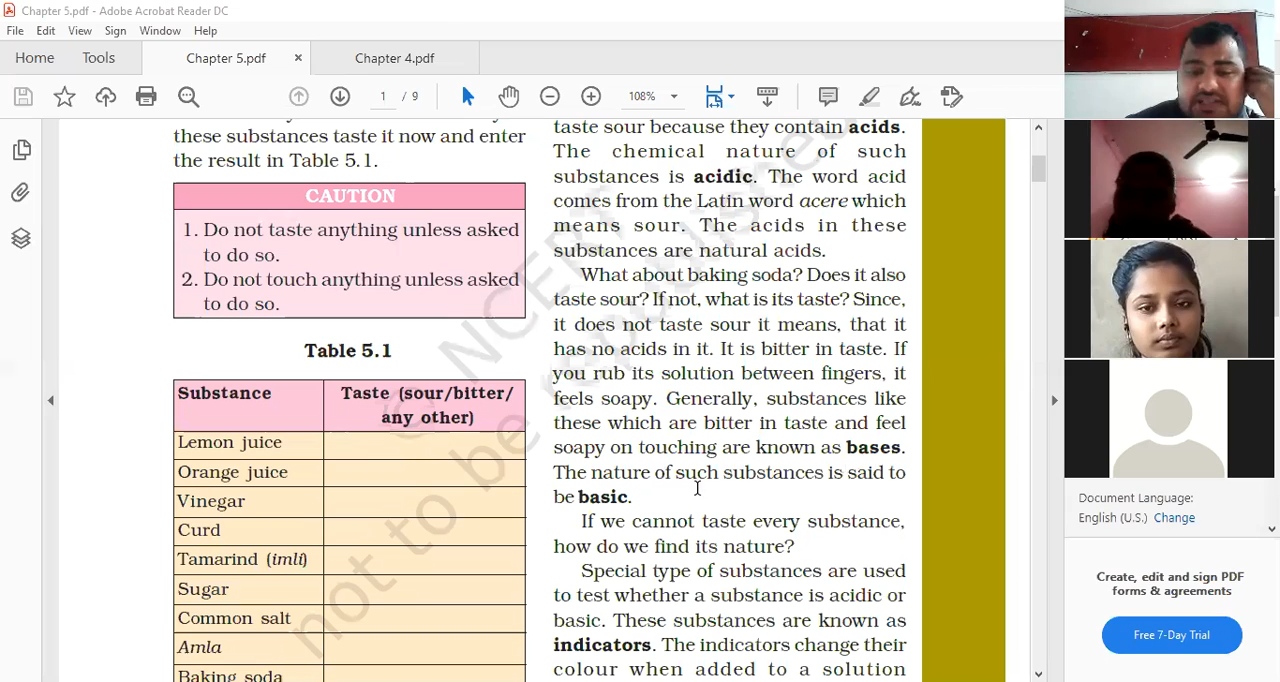 Chapter 5.pdf - Adobe Acrobat Reader DC
File Edit View Sign Window Help
Home Tools Chapter 5.pdf × Chapter 4.pdf
1 / 9 108%
these substances taste it now and enter
the result in Table 5.1.
CAUTION
1. Do not taste anything unless asked
to do so.
2. Do not touch anything unless asked
to do so.
Table 5.1
Substance Taste (sour/bitter/
any other)
Lemon juice
Orange juice
Vinegar
Curd
Tamarind (imli)
Sugar
Common salt
Amla
Baking soda
taste sour because they contain acids.
The chemical nature of such
substances is acidic. The word acid
comes from the Latin word acere which
means sour. The acids in these
substances are natural acids.
What about baking soda? Does it also
taste sour? If not, what is its taste? Since,
it does not taste sour it means, that it
has no acids in it. It is bitter in taste. If
you rub its solution between fingers, it
feels soapy. Generally, substances like
these which are bitter in taste and feel
soapy on touching are known as bases.
The nature of such substances is said to
be basic.
If we cannot taste every substance,
how do we find its nature?
Special type of substances are used
to test whether a substance is acidic or
basic. These substances are known as
indicators. The indicators change their
colour when added to a solution
© NCERT
not to be republished
Document Language:
English (U.S.) Change
Create, edit and sign PDF
forms & agreements
Free 7-Day Trial